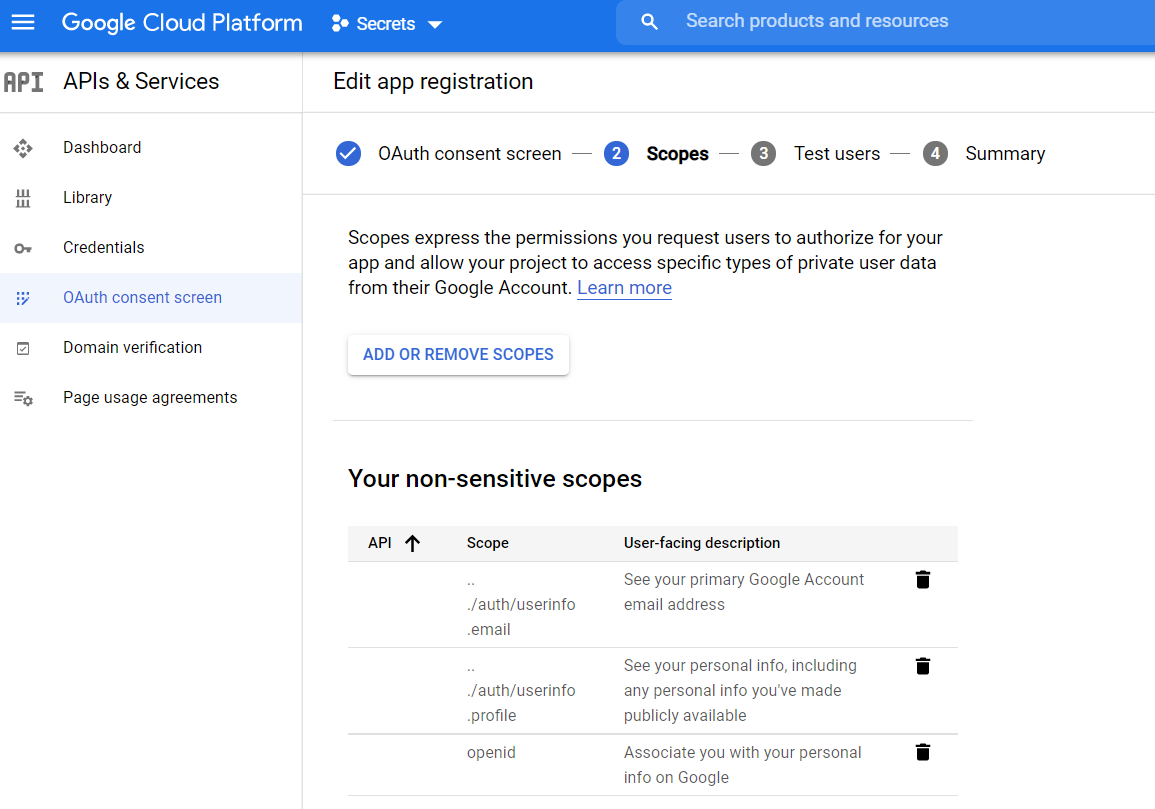 Google Cloud Platform
Secrets
Search products and resources
API
APIs & Services
Edit app registration
Dashboard
Library
Credentials
OAuth consent screen
Domain verification
Page usage agreements
OAuth consent screen
2 Scopes
3 Test users
4 Summary
Scopes express the permissions you request users to authorize for your
app and allow your project to access specific types of private user data
from their Google Account. Learn more
ADD OR REMOVE SCOPES
Your non-sensitive scopes
API Scope User-facing description
..
./auth/userinfo
.email
See your primary Google Account
email address
..
./auth/userinfo
.profile
See your personal info, including
any personal info you've made
publicly available
openid
Associate you with your personal
info on Google